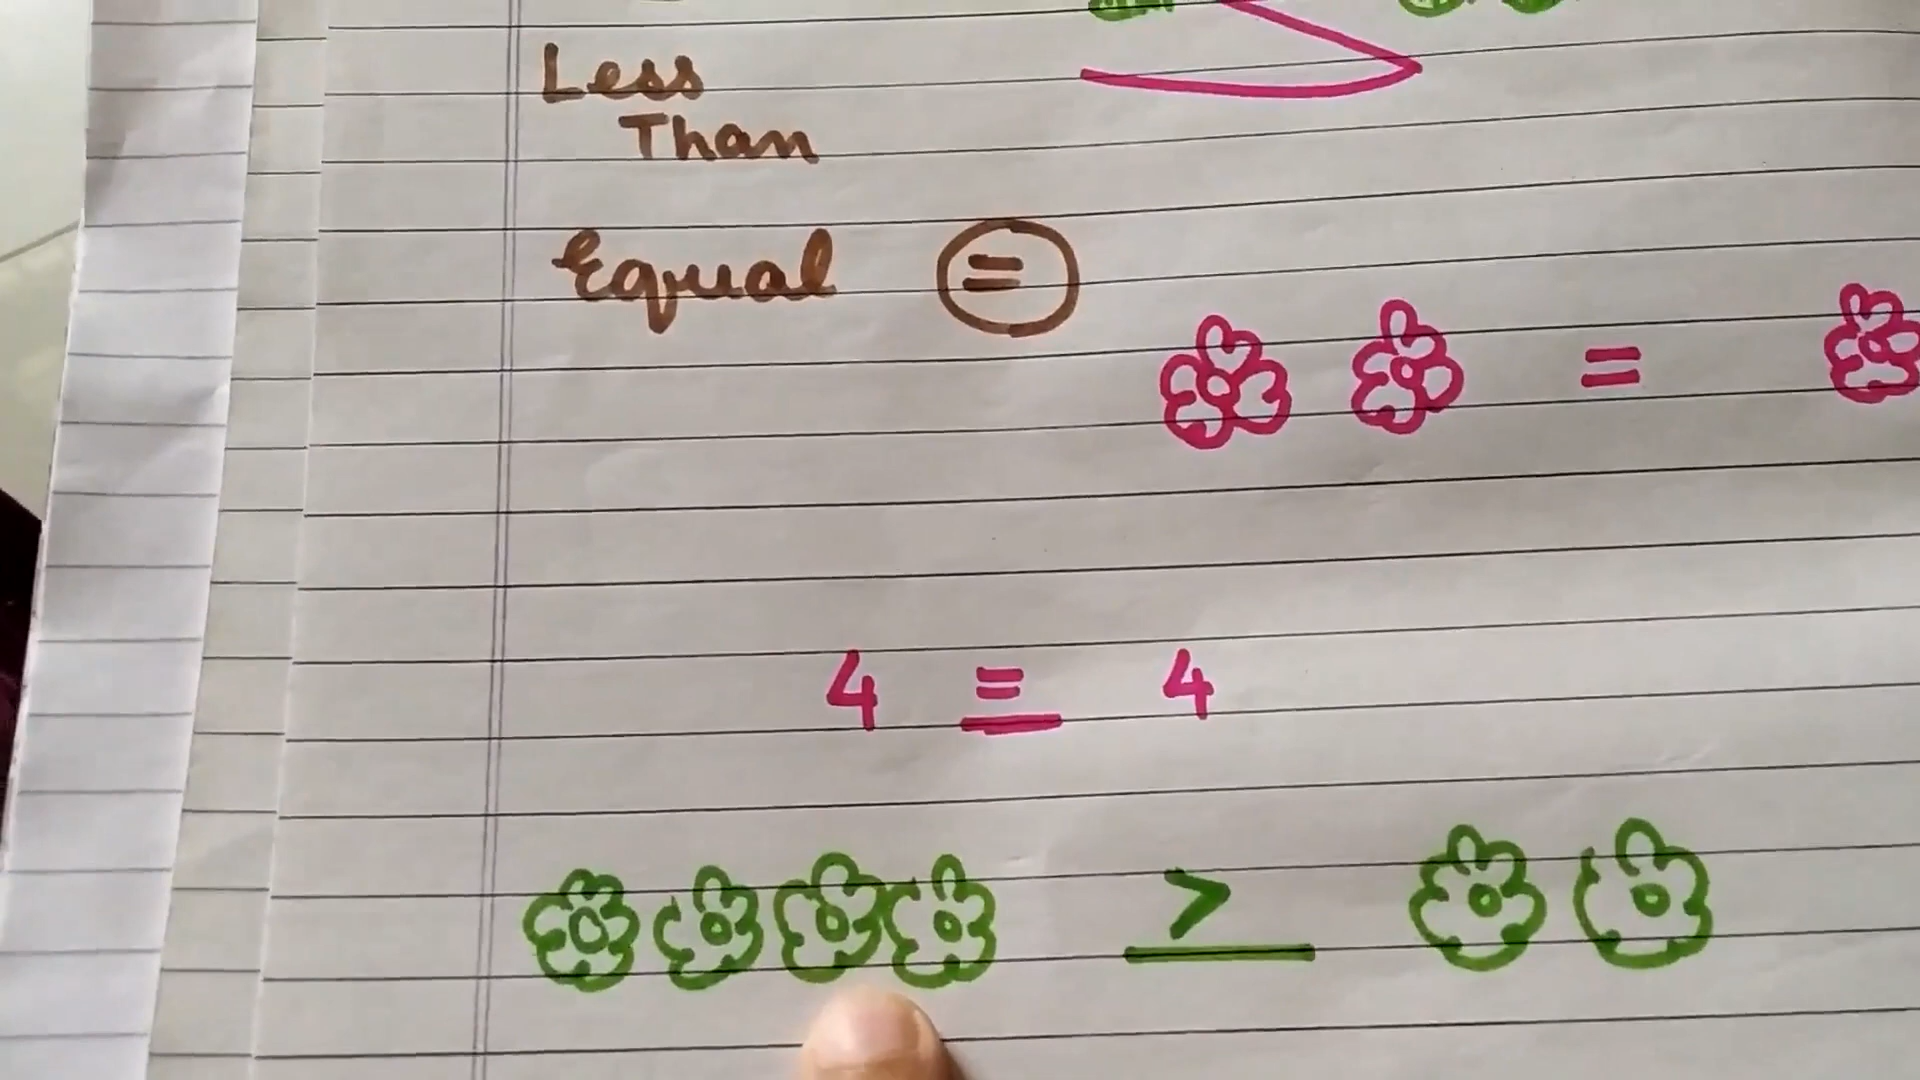 Less
Than
Equal =
=
4 = 4
>